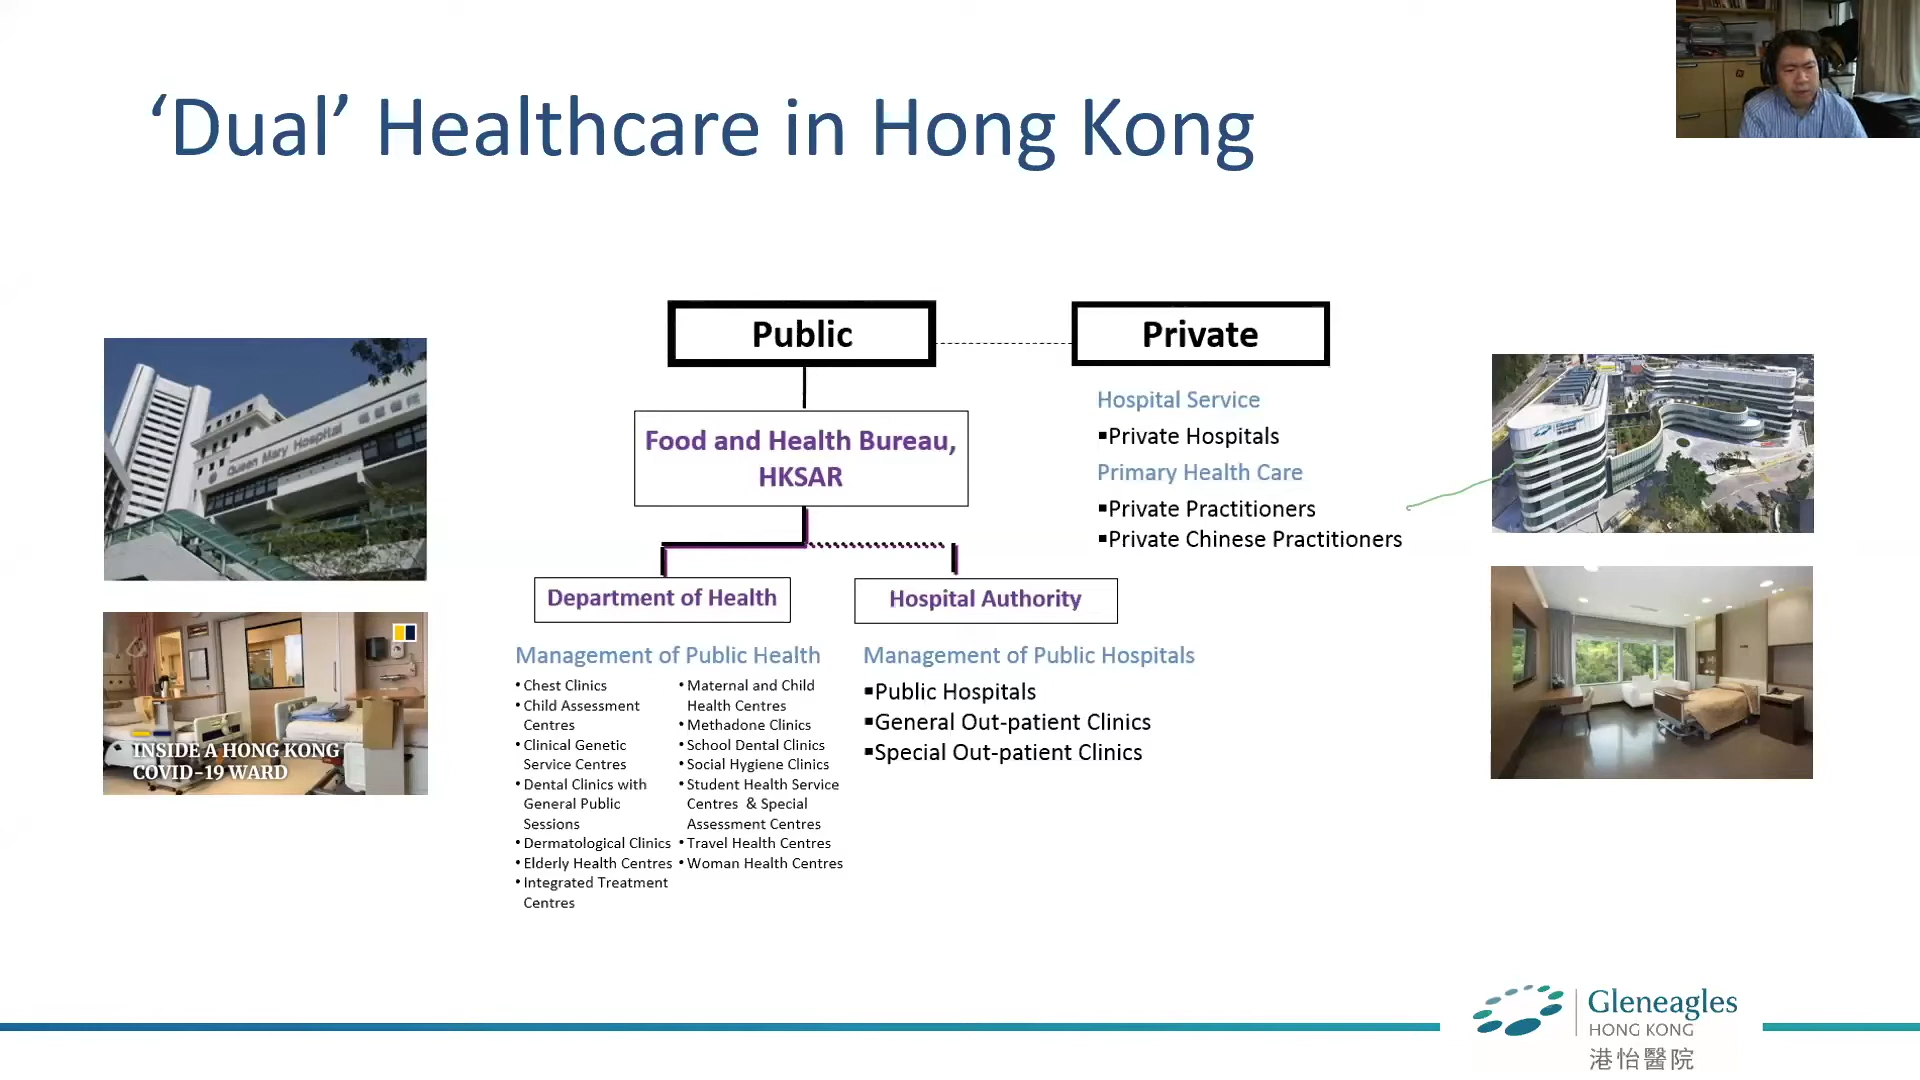 ‘Dual’ Healthcare in Hong Kong
Public
Private
Food and Health Bureau,
HKSAR
Hospital Service
▪Private Hospitals
Primary Health Care
▪Private Practitioners
▪Private Chinese Practitioners
Department of Health
Hospital Authority
Management of Public Health
• Chest Clinics
• Child Assessment
Centres
• Clinical Genetic
Service Centres
• Dental Clinics with
General Public
Sessions
• Dermatological Clinics
• Elderly Health Centres
• Integrated Treatment
Centres
• Maternal and Child
Health Centres
• Methadone Clinics
• School Dental Clinics
• Social Hygiene Clinics
• Student Health Service
Centres & Special
Assessment Centres
• Travel Health Centres
• Woman Health Centres
Management of Public Hospitals
▪Public Hospitals
▪General Out-patient Clinics
▪Special Out-patient Clinics
Queen Mary Hospital
INSIDE A HONG KONG
COVID-19 WARD
Gleneagles
HONG KONG
港怡醫院